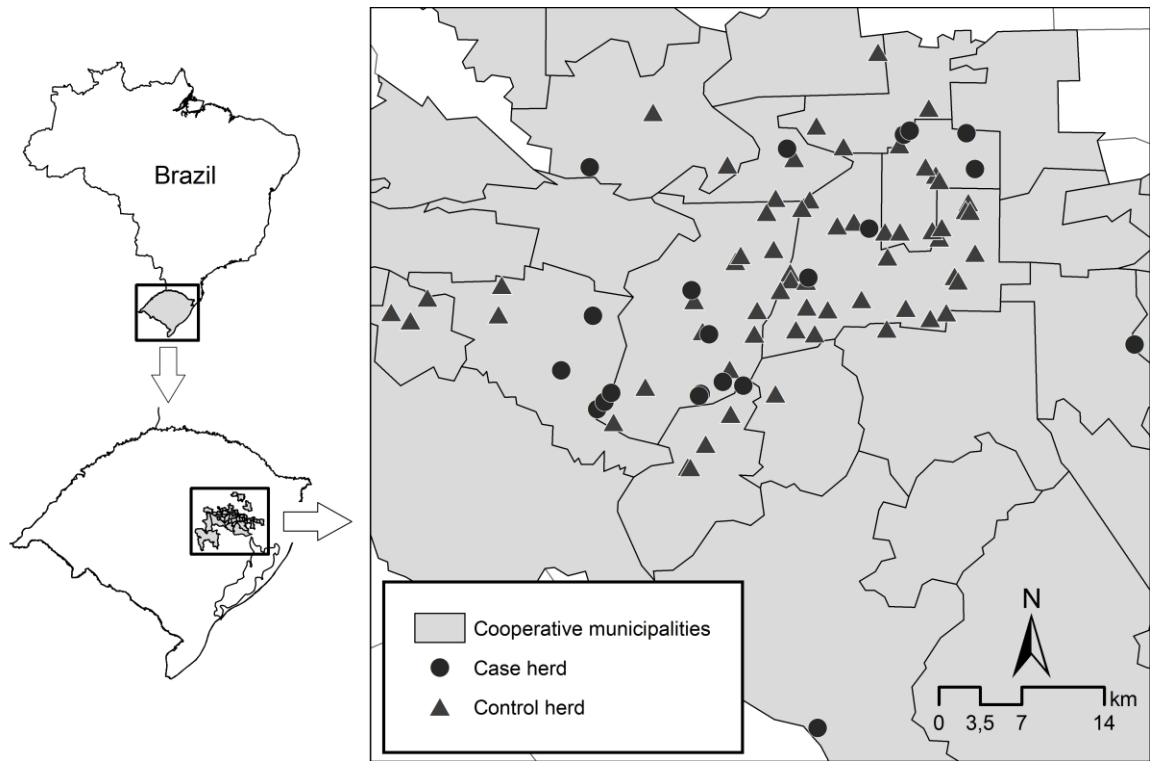 Brazil
Cooperative municipalities
Case herd
Control herd
N
km
0 3,5 7 14